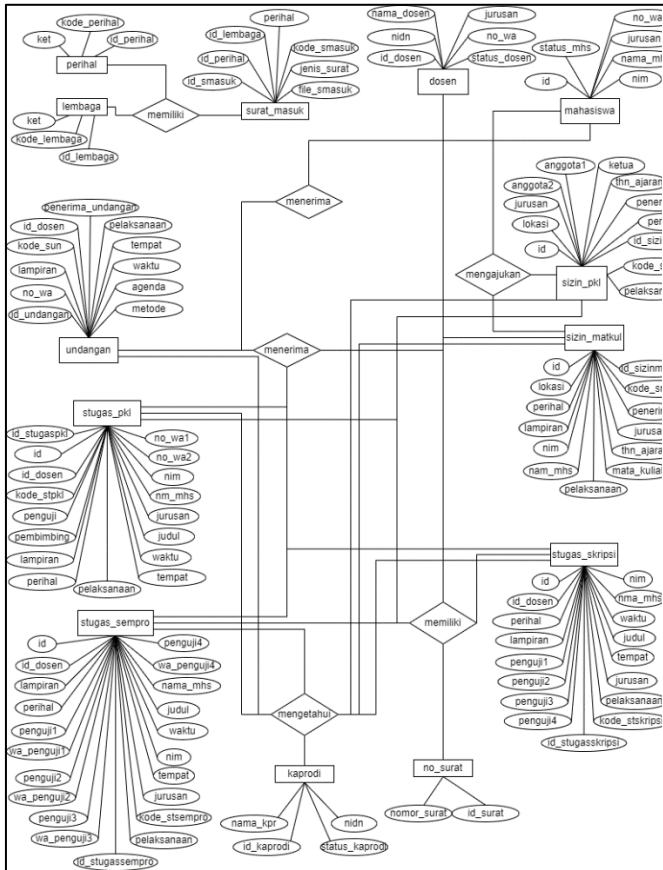 kode_perihal
ket
id_perihal
perihal
lembaga
ket
kode_lembaga
id_lembaga
memiliki
perihal
id_lembaga
kode_smasuk
id_perihal
jenis_surat
id_smasuk
file_smasuk
surat_masuk
nama_dosen
jurusan
nidn
no_wa
id_dosen
status_dosen
dosen
no_wa
status_mhs
jurusan
id
nim
mahasiswa
menerima
anggota1
ketua
anggota2
thn_ajaran
jurusan
lokasi
id
sizin_pkl
mengajukan
penerima_undangan
id_dosen
pelaksanaan
kode_sun
tempat
lampiran
waktu
no_wa
agenda
id_undangan
metode
undangan
menerima
sizin_matkul
id
lokasi
perihal
lampiran
jurusan
nim
thn_ajaran
nam_mhs
mata_kuliah
pelaksanaan
stugas_pkl
id_stugaspkl
no_wa1
id
no_wa2
id_dosen
nim
kode_stpkl
nm_mhs
penguji
jurusan
pembimbing
judul
lampiran
waktu
perihal
tempat
pelaksanaan
stugas_skripsi
id
nim
id_dosen
nma_mhs
perihal
waktu
lampiran
judul
penguji1
tempat
penguji2
jurusan
penguji3
pelaksanaan
penguji4
kode_stskripsi
id_stugasskripsi
stugas_sempro
id
penguji4
id_dosen
wa_penguji4
lampiran
nama_mhs
perihal
judul
penguji1
waktu
wa_penguji1
nim
penguji2
tempat
wa_penguji2
jurusan
penguji3
kode_stsempro
wa_penguji3
pelaksanaan
id_stugassempro
memiliki
mengetahui
kaprodi
nama_kpr
nidn
id_kaprodi
status_kaprodi
no_surat
nomor_surat
id_surat